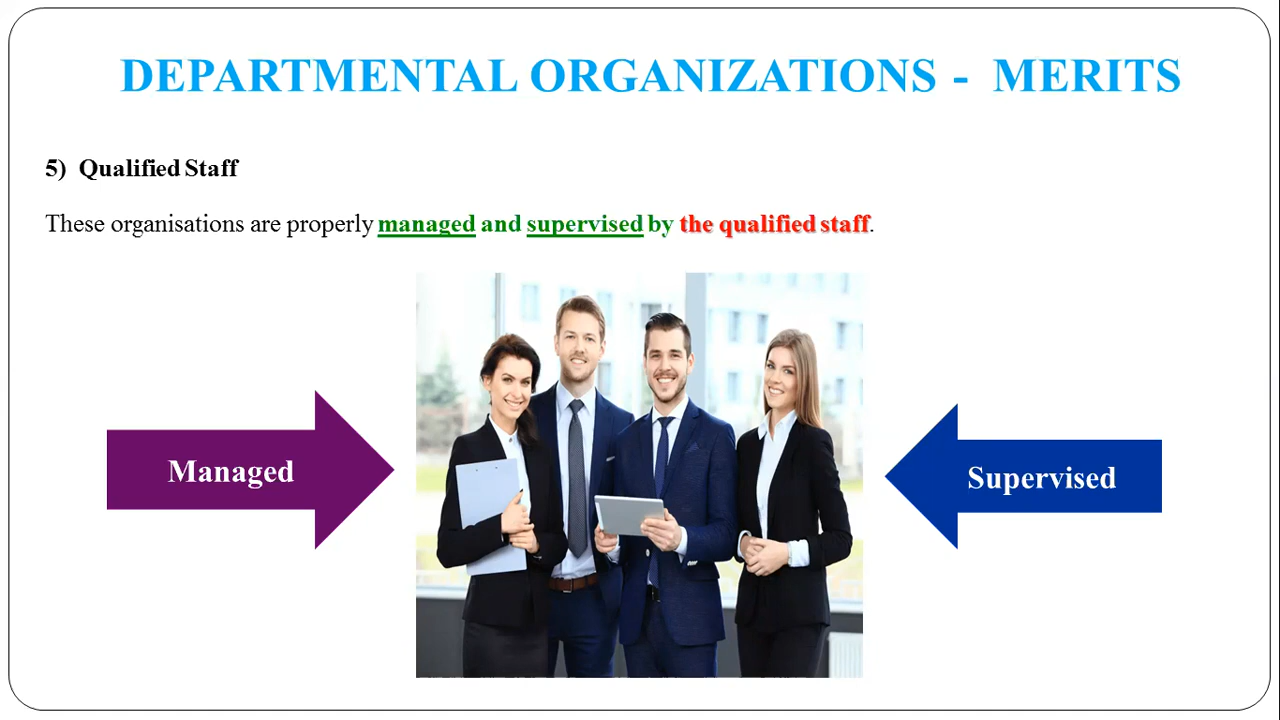 DEPARTMENTAL ORGANIZATIONS - MERITS
5) Qualified Staff
These organisations are properly managed and supervised by the qualified staff.
Managed
Supervised